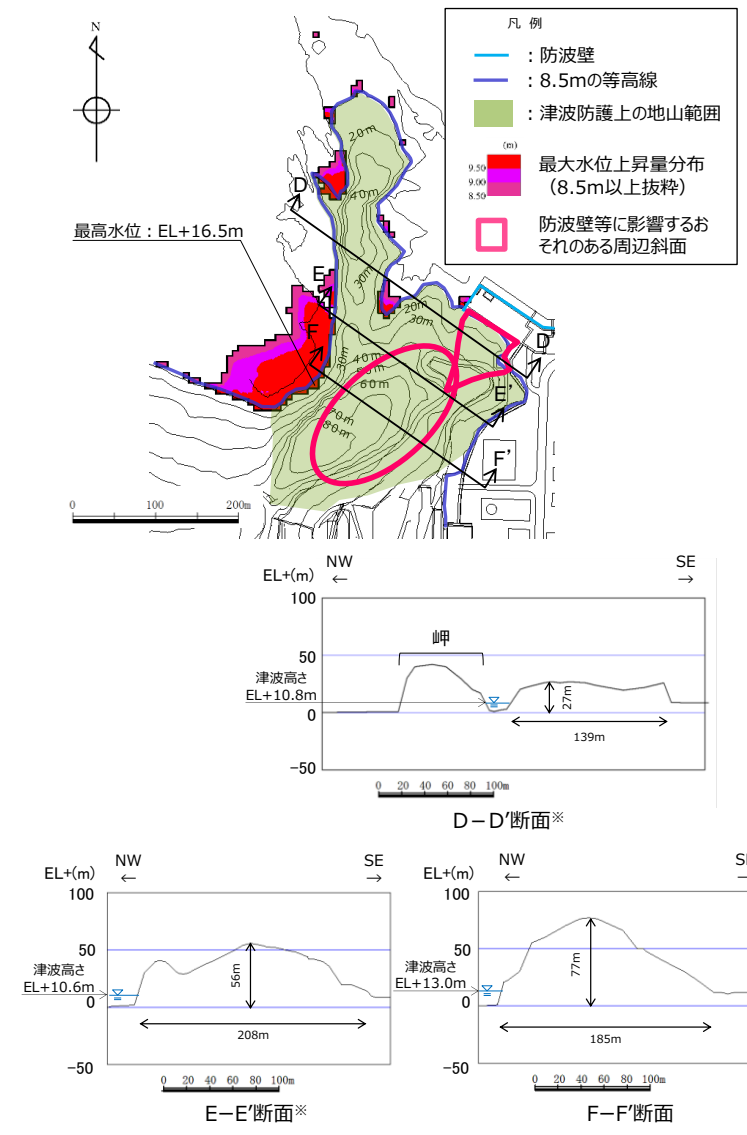 凡 例
：防波壁
：8.5mの等高線
：津波防護上の地山範囲
(m)
9.50
9.00
8.50
最大水位上昇量分布
（8.5m以上抜粋）
防波壁等に影響するお
それのある周辺斜面
N
最高水位：EL+16.5m
20m
40m
30m
20m
30m
30m
40m
60m
80m
D
E
F
D'
E'
F'
0 100 200m
EL+(m)
NW
←
SE
→
100
50
0
-50
岬
津波高さ
EL+10.8m
27m
139m
0 20 40 60 80 100m
D－D’断面※
EL+(m)
NW
←
SE
→
100
50
0
-50
津波高さ
EL+10.6m
56m
208m
0 20 40 60 80 100m
E－E’断面※
EL+(m)
NW
←
→
100
50
0
-50
津波高さ
EL+13.0m
77m
185m
0 20 40 60 80 100m
F－F’断面